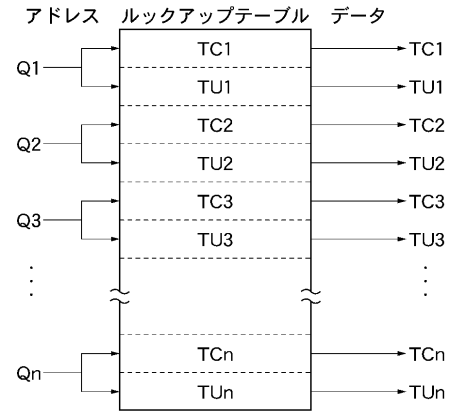 アドレス ルックアップテーブル データ
TC1 TC1
Q1
TU1 TU1
TC2 TC2
Q2
TU2 TU2
TC3 TC3
Q3
TU3 TU3
TCn TCn
Qn
TUn TUn